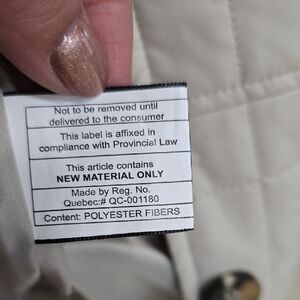 Not to be removed until
delivered to the consumer
This label is affixed in
compliance with Provincial Law
This article contains
NEW MATERIAL ONLY
Made by Reg. No.
Quebec:# QC-001180
Content: POLYESTER FIBERS